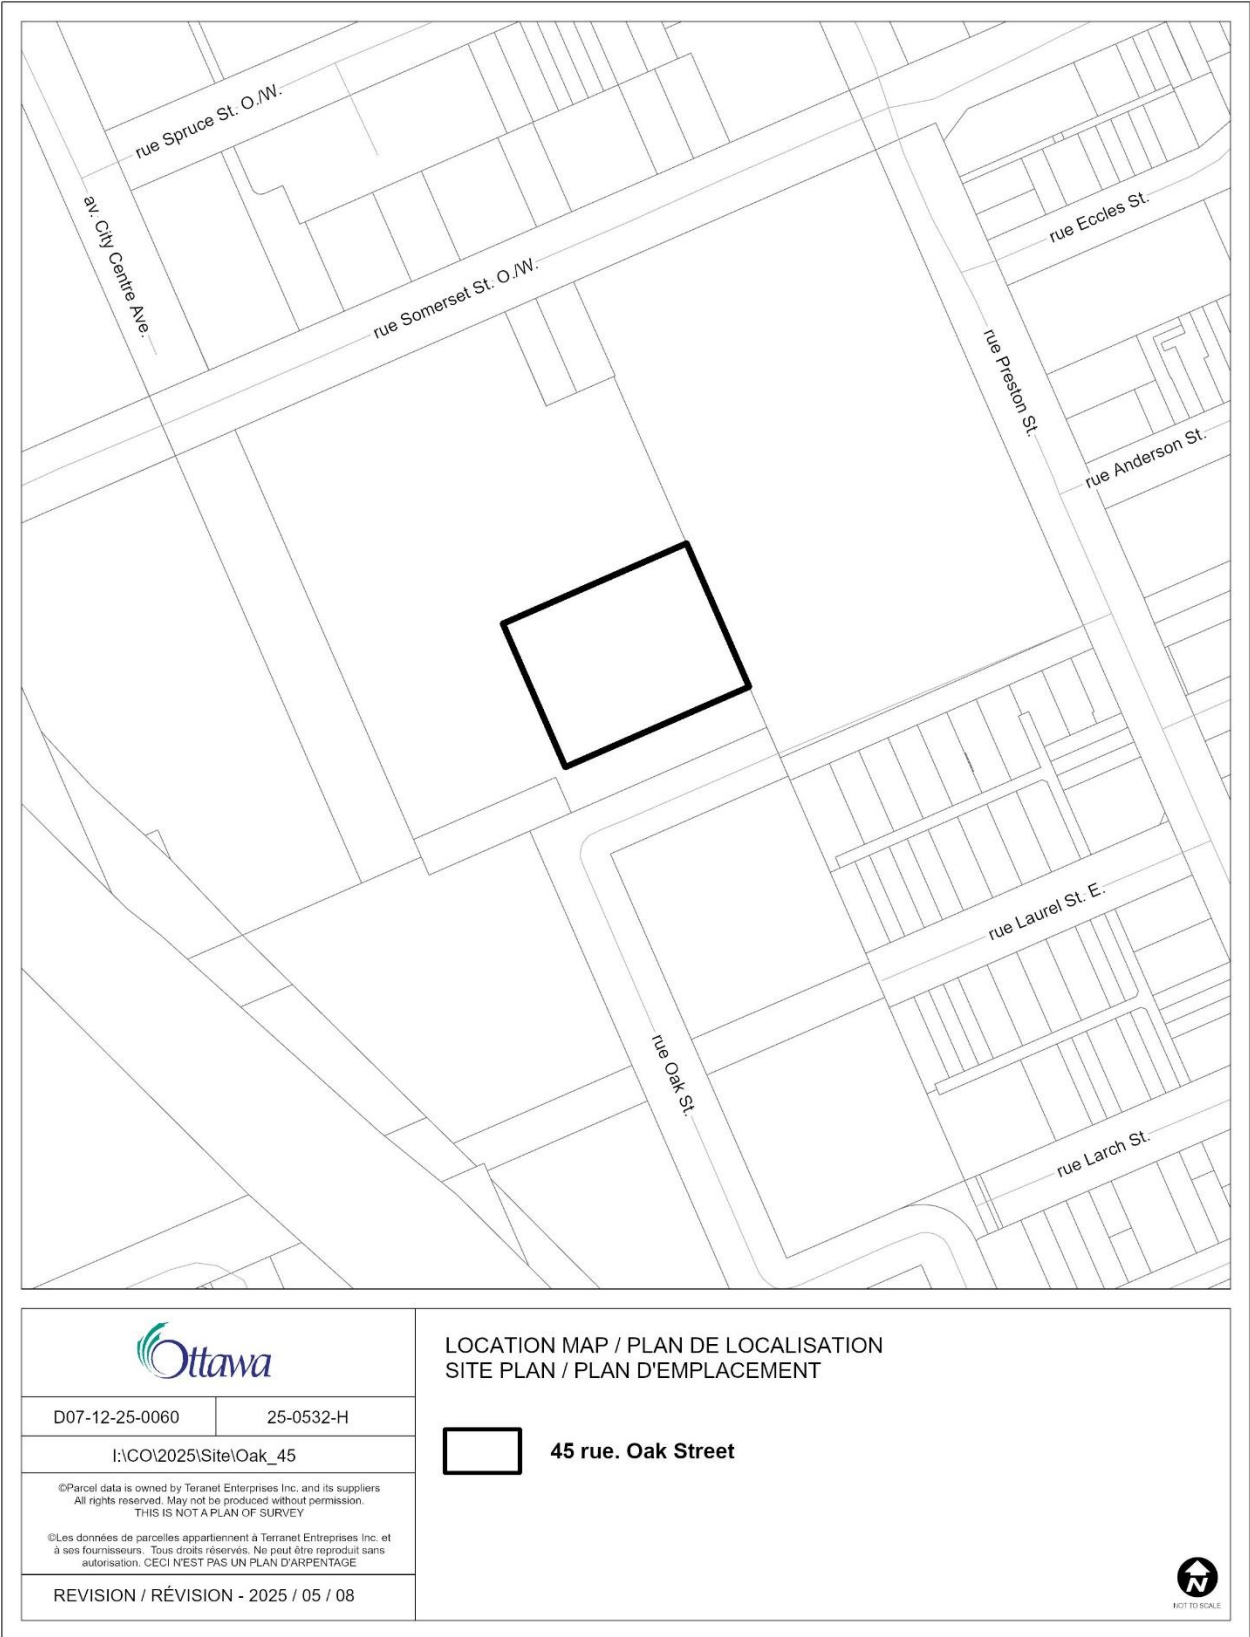 rue Spruce St. O./W.
av. City Centre Ave.
rue Somerset St. O./W.
rue Eccles St.
rue Preston St.
rue Anderson St.
rue Laurel St. E.
rue Oak St.
rue Larch St.
Ottawa
D07-12-25-0060
25-0532-H
I:\CO\2025\Site\Oak_45
©Parcel data is owned by Teranet Enterprises Inc. and its suppliers
All rights reserved. May not be produced without permission.
THIS IS NOT A PLAN OF SURVEY
©Les données de parcelles appartiennent à Terranet Entreprises Inc. et
à ses fournisseurs. Tous droits réservés. Ne peut être reproduit sans
autorisation. CECI N'EST PAS UN PLAN D'ARPENTAGE
REVISION / RÉVISION - 2025 / 05 / 08
LOCATION MAP / PLAN DE LOCALISATION
SITE PLAN / PLAN D'EMPLACEMENT
45 rue. Oak Street
N
NOT TO SCALE